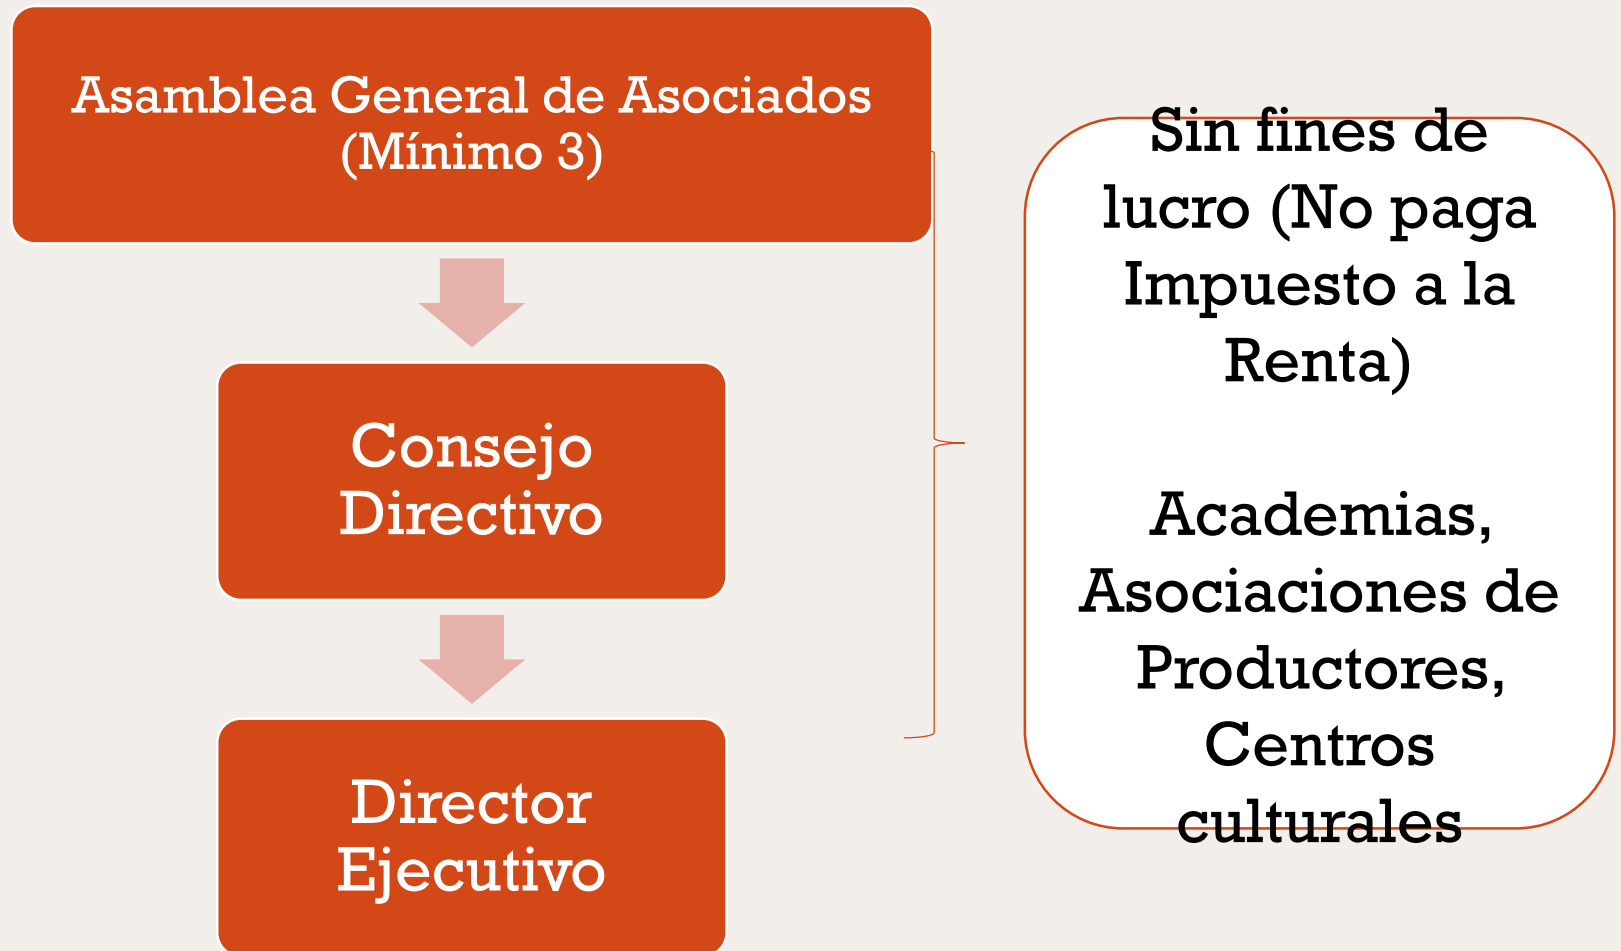 Asamblea General de Asociados
(Mínimo 3)
Consejo
Directivo
Director
Ejecutivo
Sin fines de
lucro (No paga
Impuesto a la
Renta)
Academias,
Asociaciones de
Productores,
Centros
culturales